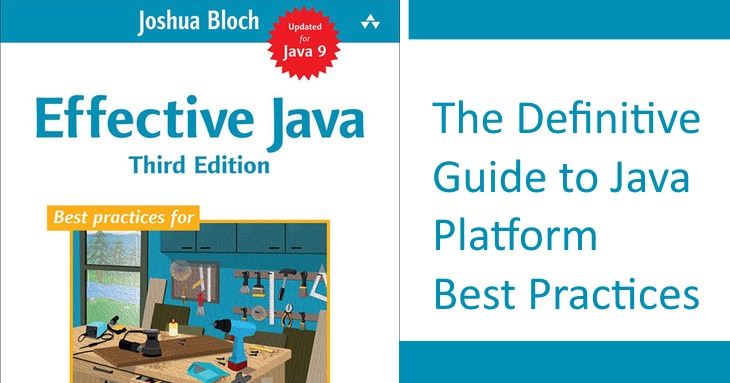 Joshua Bloch
Updated
for
Java 9
Effective Java
Third Edition
Best practices for
The Definitive
Guide to Java
Platform
Best Practices